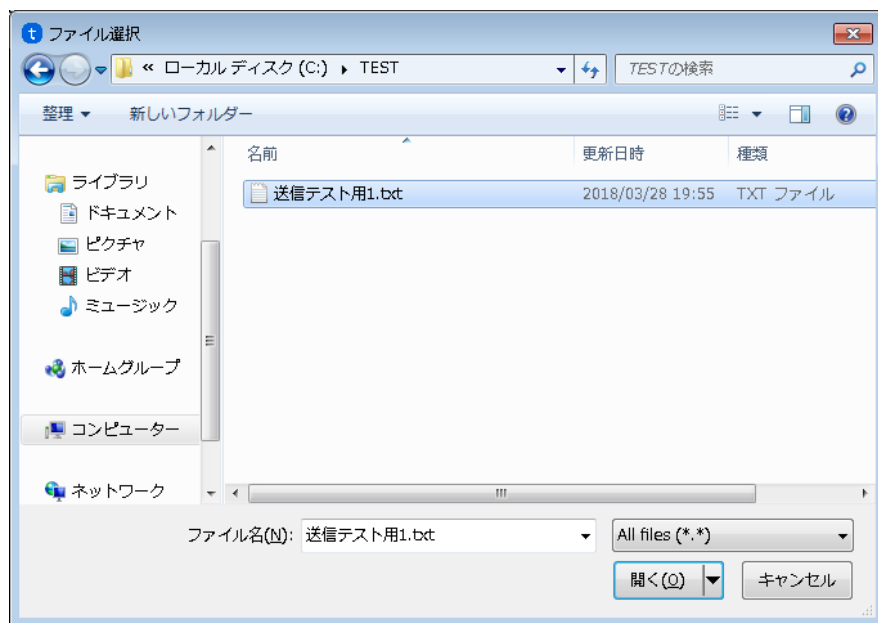 t ファイル選択
« ローカル ディスク (C:) ▸ TEST TESTの検索
整理 ▼ 新しいフォルダー
名前 更新日時 種類
送信テスト用1.txt 2018/03/28 19:55 TXT ファイル
ライブラリ
ドキュメント
ピクチャ
ビデオ
ミュージック
ホームグループ
コンピューター
ネットワーク
ファイル名(N): 送信テスト用1.txt All files (*.*)
開く(O) キャンセル